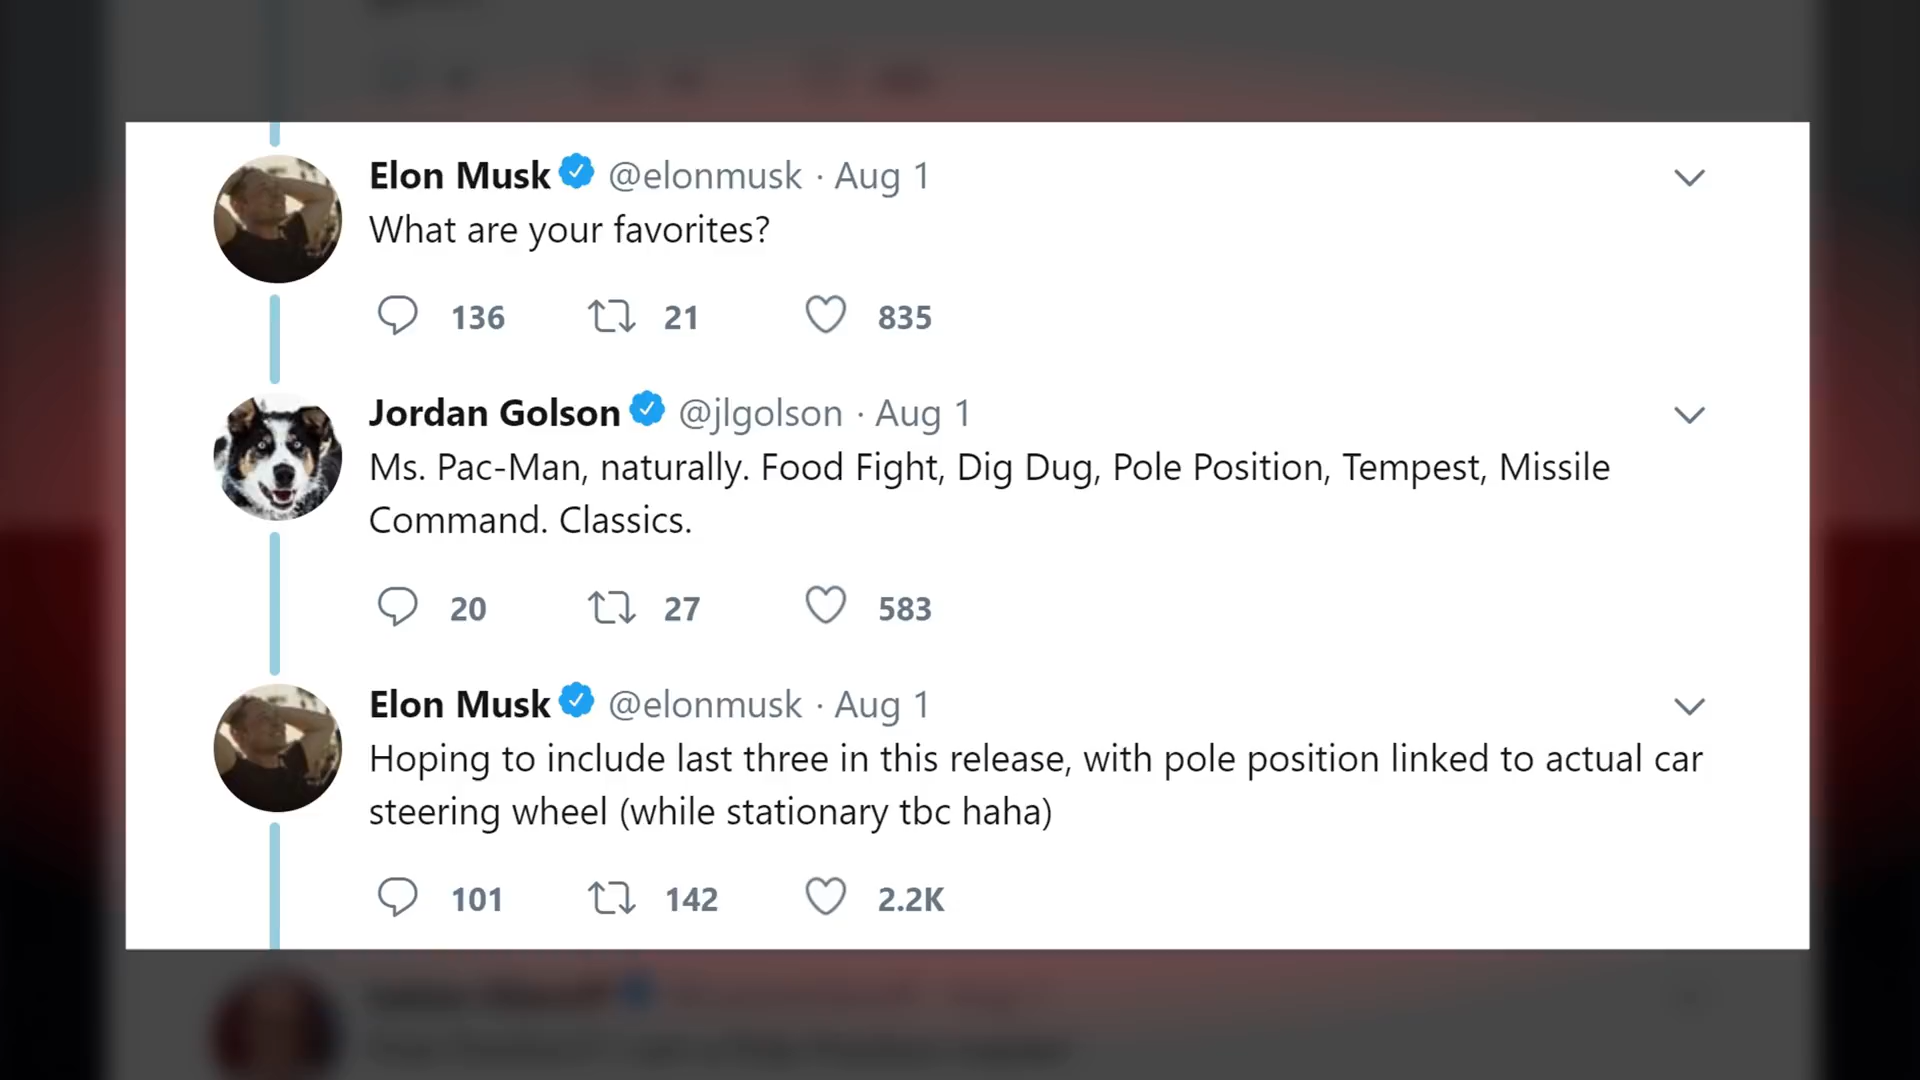 Elon Musk @elonmusk · Aug 1
What are your favorites?
136 21 835
Jordan Golson @jlgolson · Aug 1
Ms. Pac-Man, naturally. Food Fight, Dig Dug, Pole Position, Tempest, Missile
Command. Classics.
20 27 583
Elon Musk @elonmusk · Aug 1
Hoping to include last three in this release, with pole position linked to actual car
steering wheel (while stationary tbc haha)
101 142 2.2K